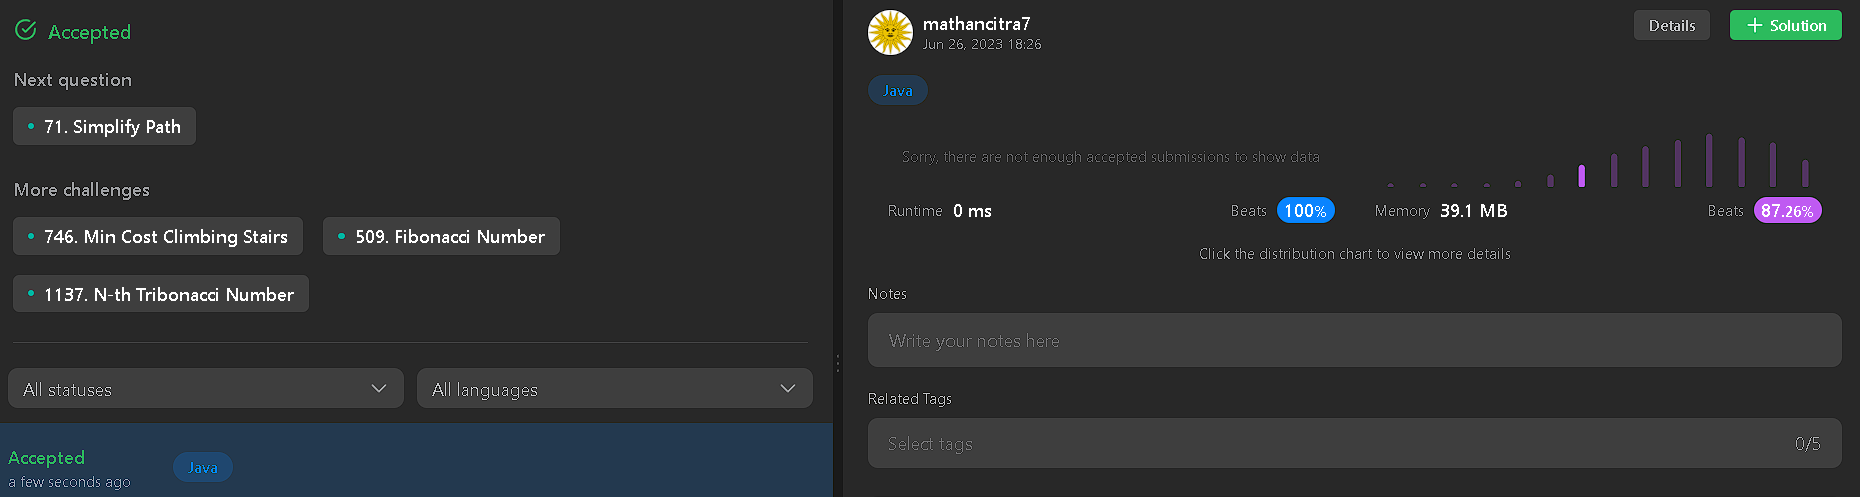 Accepted
Next question
71. Simplify Path
More challenges
746. Min Cost Climbing Stairs
509. Fibonacci Number
1137. N-th Tribonacci Number
All statuses
All languages
Accepted
Java
a few seconds ago
mathancitra7
Jun 26, 2023 18:26
Details
+ Solution
Java
Sorry, there are not enough accepted submissions to show data
Runtime 0 ms
Beats 100%
Memory 39.1 MB
Beats 87.26%
Click the distribution chart to view more details
Notes
Write your notes here
Related Tags
Select tags
0/5